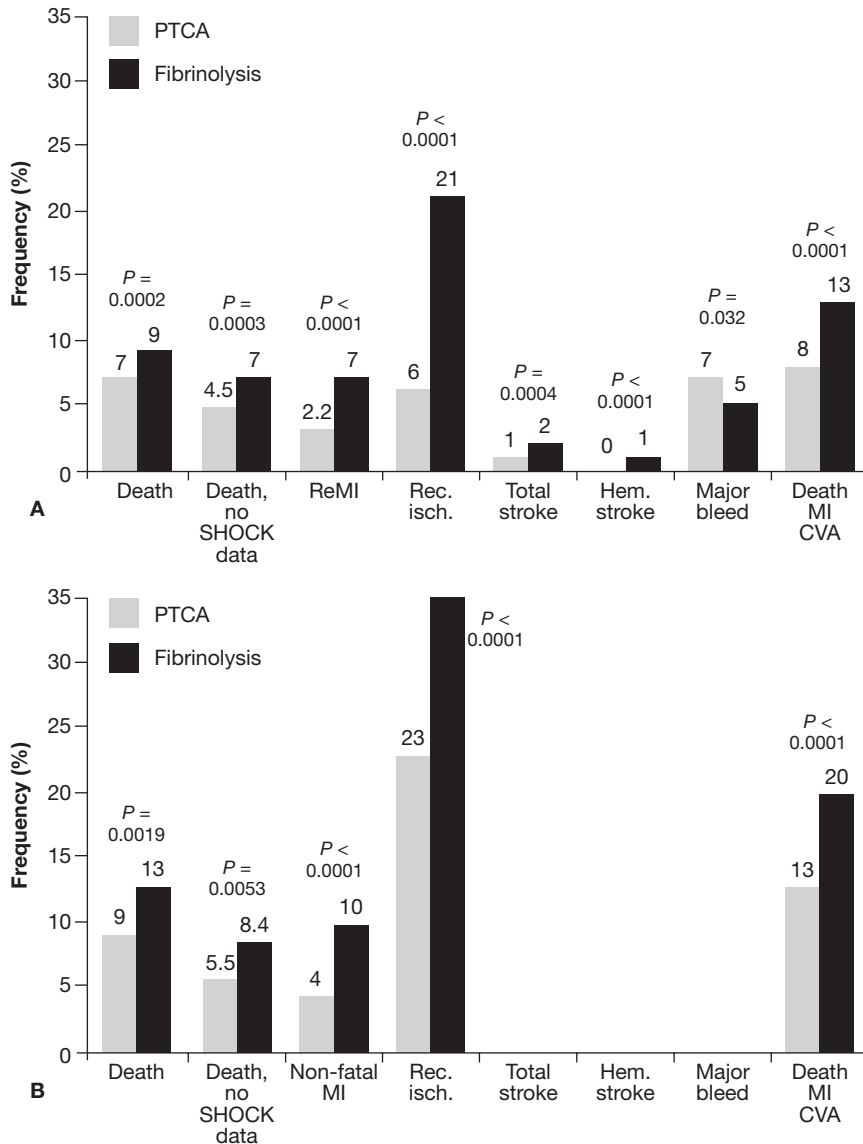 35
PTCA
30
Fibrinolysis
P <
0.0001
25
21
Frequency (%)
20
P <
0.0001
15
P =
0.0002
P =
0.0003
P <
0.0001
P =
0.032
13
10
9
P =
0.0004
P <
0.0001
8
7
7
7
7
6
5
5
4.5
2.2
1
2
0
1
0
Death
Death,
no
SHOCK
data
ReMI
Rec.
isch.
Total
stroke
Hem.
stroke
Major
bleed
Death
MI
CVA
A
35
PTCA
30
Fibrinolysis
P <
0.0001
25
23
Frequency (%)
20
P <
0.0001
20
15
P =
0.0019
13
P =
0.0053
P <
0.0001
13
10
9
8.4
10
5
5.5
4
0
Death
Death,
no
SHOCK
data
Non-fatal
MI
Rec.
isch.
Total
stroke
Hem.
stroke
Major
bleed
Death
MI
CVA
B